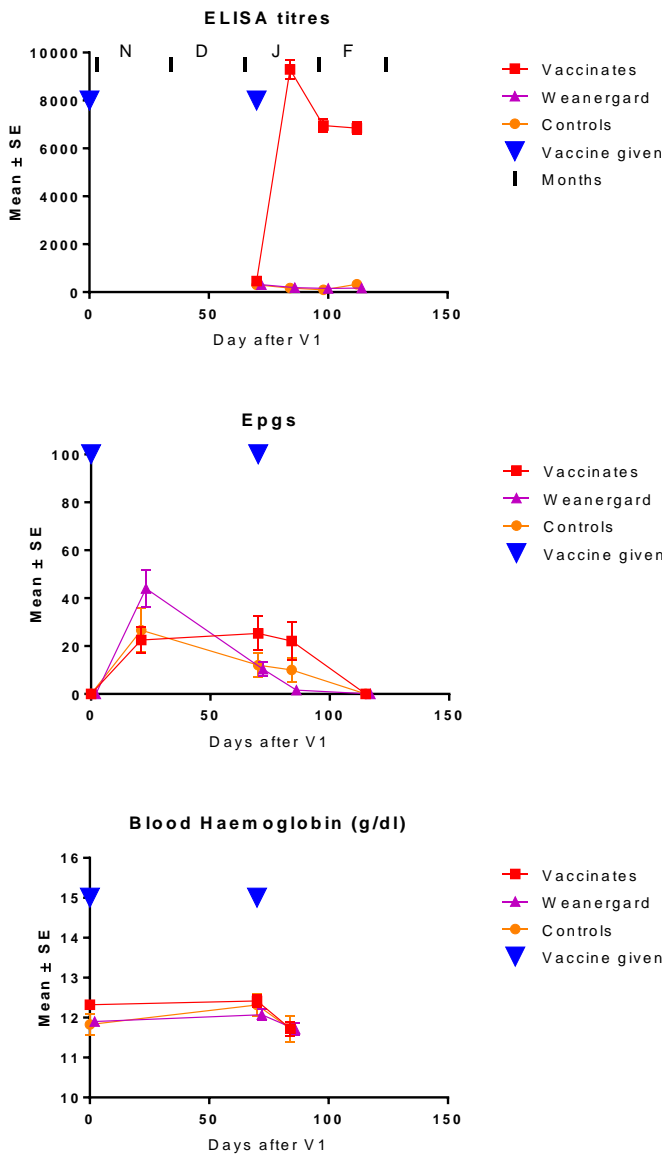 ELISA titres
N D J F
10000
8000
6000
4000
2000
0
Mean ± SE
0 50 100 150
Day after V1
Vaccinates
Weanergard
Controls
Vaccine given
Months
Epgs
100
80
60
40
20
0
Mean ± SE
0 50 100 150
Days after V1
Vaccinates
Weanergard
Controls
Vaccine given
Blood Haemoglobin (g/dl)
16
15
14
13
12
11
10
Mean ± SE
0 50 100 150
Days after V1
Vaccinates
Weanergard
Controls
Vaccine given